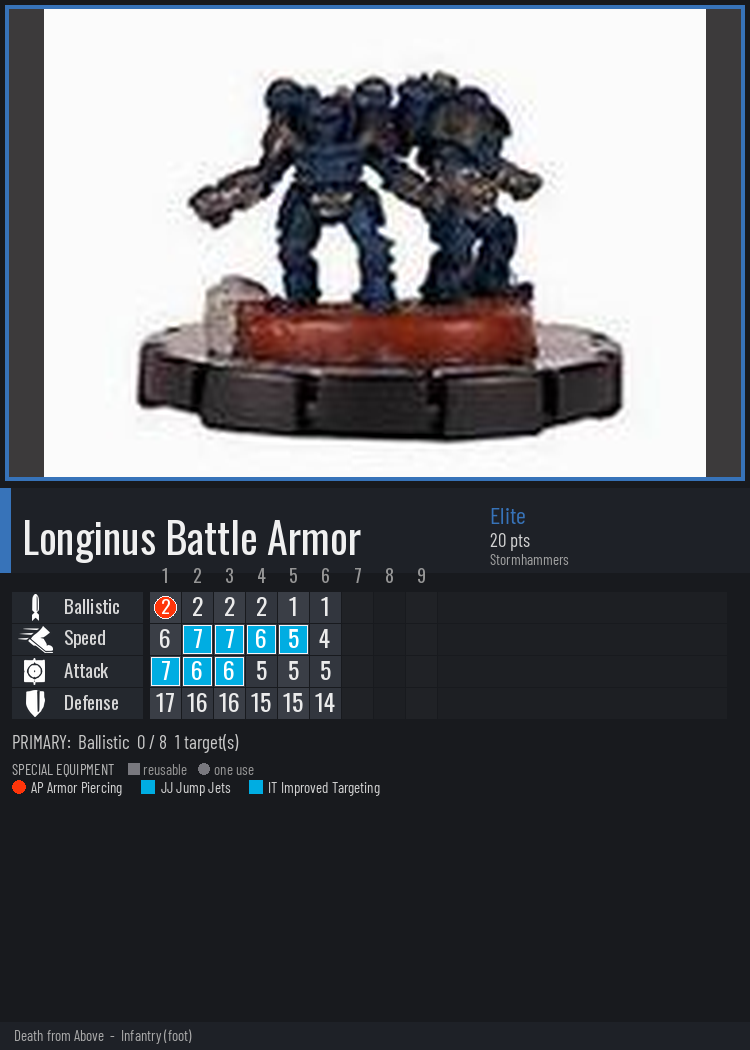 Longinus Battle Armor
Elite
20 pts
Stormhammers
1 2 3 4 5 6 7 8 9
Ballistic 2 2 2 2 1 1
Speed 6 7 7 6 5 4
Attack 7 6 6 5 5 5
Defense 17 16 16 15 15 14
PRIMARY: Ballistic 0 / 8 1 target(s)
SPECIAL EQUIPMENT reusable one use
AP Armor Piercing JJ Jump Jets IT Improved Targeting
Death from Above - Infantry (foot)